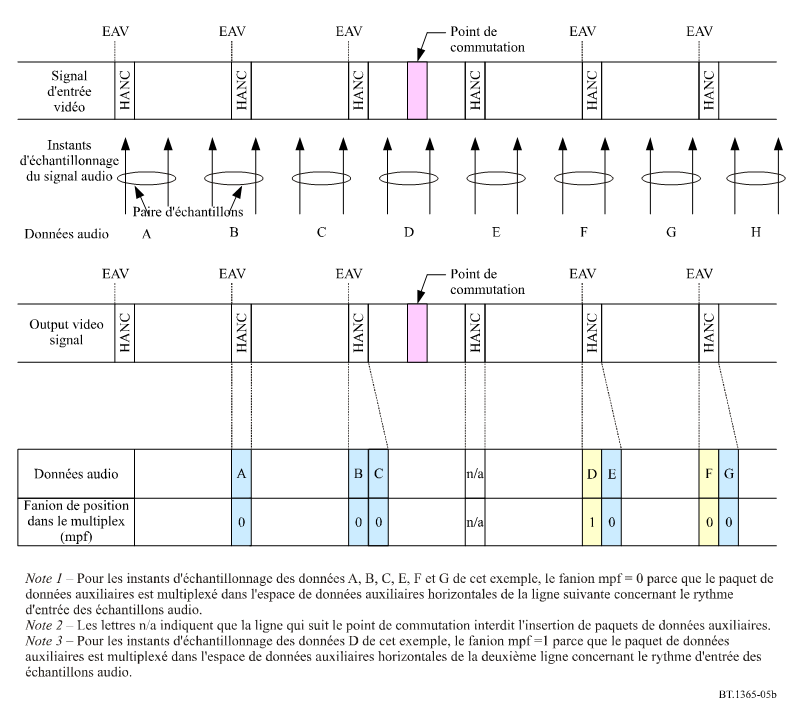 EAV EAV EAV Point de commutation EAV EAV
Signal d'entrée vidéo
HANC HANC HANC HANC HANC HANC
Instants d'échantillonnage du signal audio
Paire d'échantillons
Données audio A B C D E F G H
EAV EAV EAV Point de commutation EAV EAV
Output video signal
HANC HANC HANC HANC HANC HANC
Données audio A B C n/a D E F G
Fanion de position dans le multiplex (mpf) 0 0 0 n/a 1 0 0 0
Note 1 – Pour les instants d'échantillonnage des données A, B, C, E, F et G de cet exemple, le fanion mpf = 0 parce que le paquet de
données auxiliaires est multiplexé dans l'espace de données auxiliaires horizontales de la ligne suivante concernant le rythme
d'entrée des échantillons audio.
Note 2 – Les lettres n/a indiquent que la ligne qui suit le point de commutation interdit l'insertion de paquets de données auxiliaires.
Note 3 – Pour les instants d'échantillonnage des données D de cet exemple, le fanion mpf =1 parce que le paquet de données
auxiliaires est multiplexé dans l'espace de données auxiliaires horizontales de la deuxième ligne concernant le rythme d'entrée des
échantillons audio.
BT.1365-05b